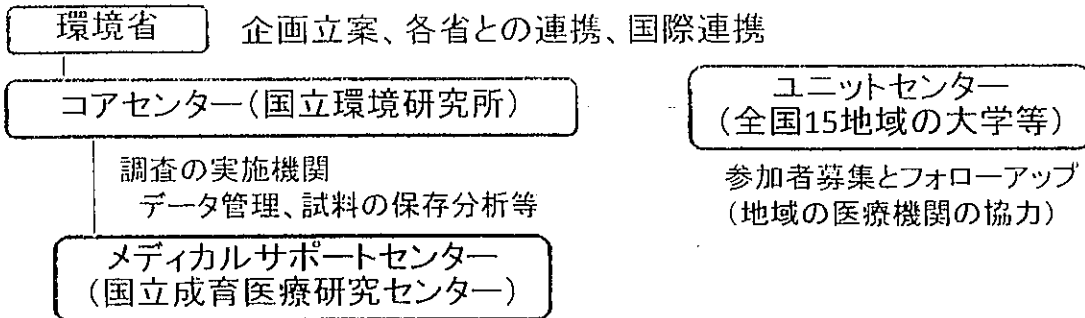 環境省
企画立案、各省との連携、国際連携
コアセンター(国立環境研究所)
調査の実施機関
データ管理、試料の保存分析等
メディカルサポートセンター
(国立成育医療研究センター)
ユニットセンター
(全国15地域の大学等)
参加者募集とフォローアップ
(地域の医療機関の協力)